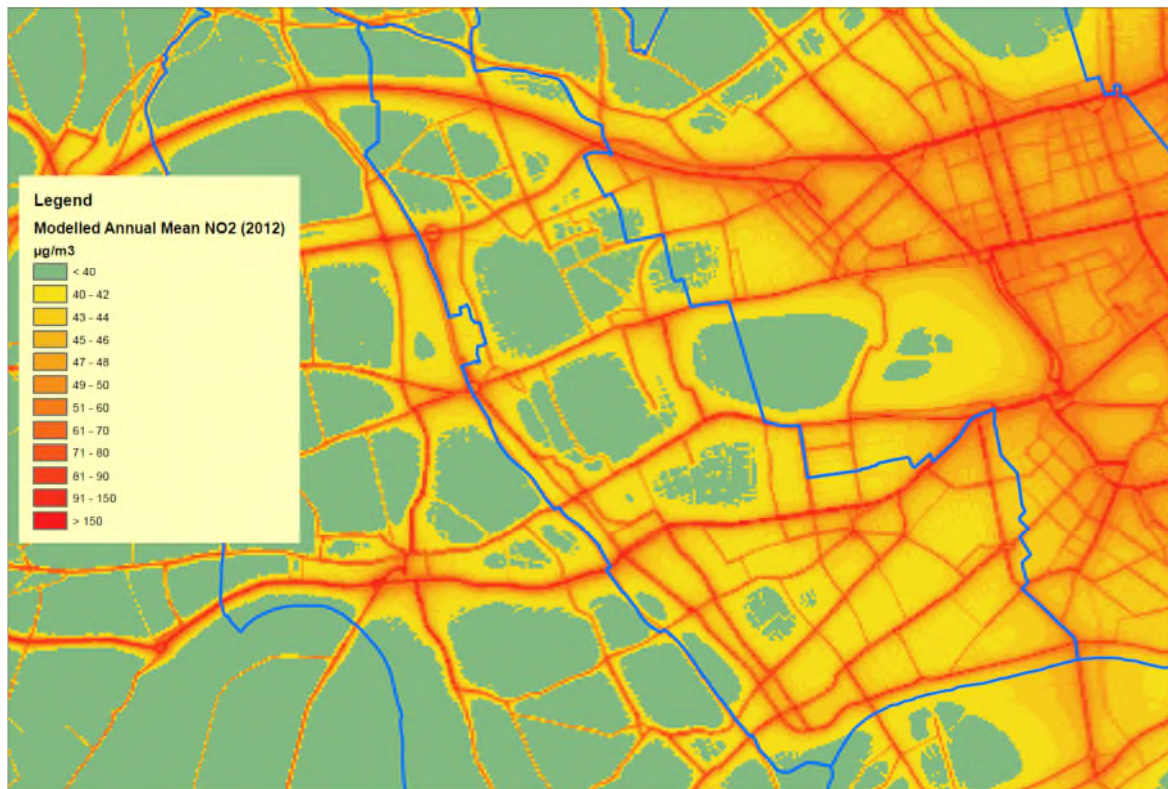 Legend
Modelled Annual Mean NO2 (2012)
µg/m3
< 40
40 - 42
43 - 44
45 - 46
47 - 48
49 - 50
51 - 60
61 - 70
71 - 80
81 - 90
91 - 150
> 150